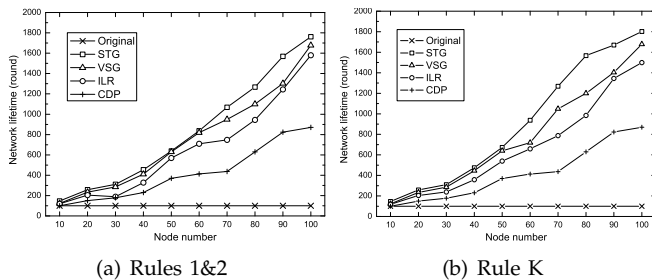 Network lifetime (round)
2000
1800
1600
1400
1200
1000
800
600
400
200
0
Original
STG
VSG
ILR
CDP
10 20 30 40 50 60 70 80 90 100
Node number
(a) Rules 1&2
Network lifetime (round)
2000
1800
1600
1400
1200
1000
800
600
400
200
0
Original
STG
VSG
ILR
CDP
10 20 30 40 50 60 70 80 90 100
Node number
(b) Rule K